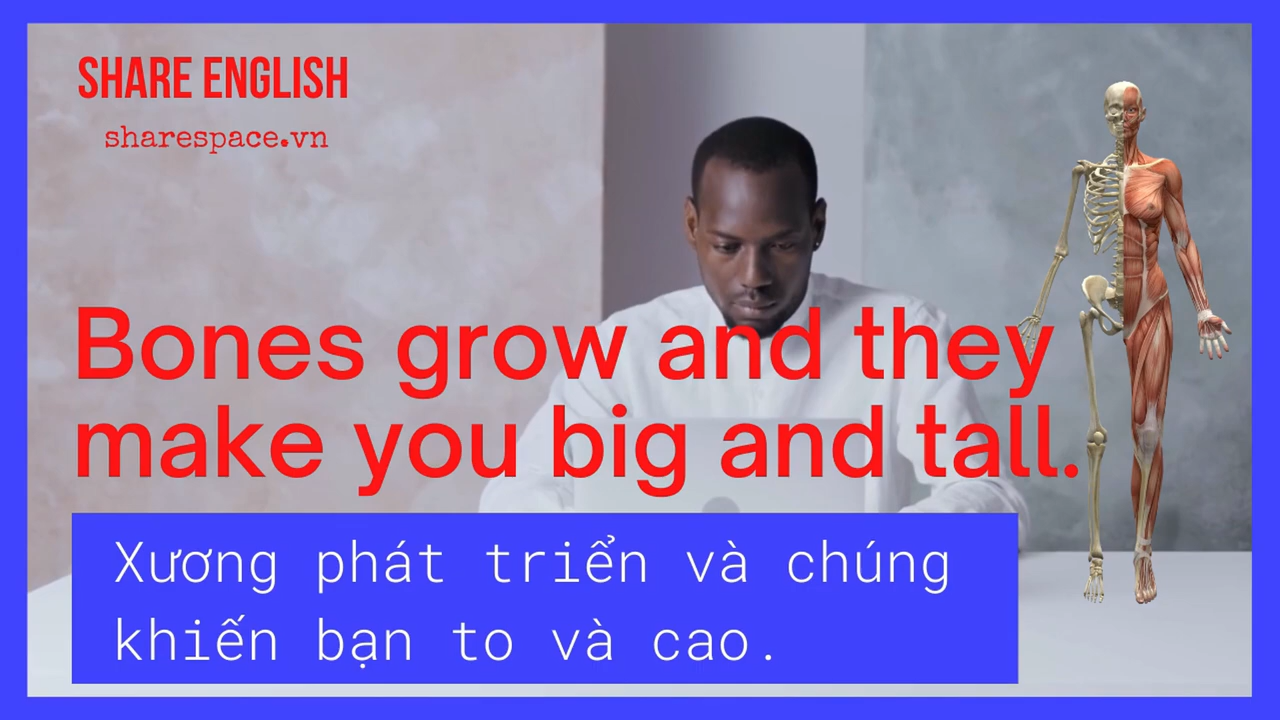 SHARE ENGLISH
sharespace.vn
Bones grow and they
make you big and tall.
Xương phát triển và chúng
khiến bạn to và cao.